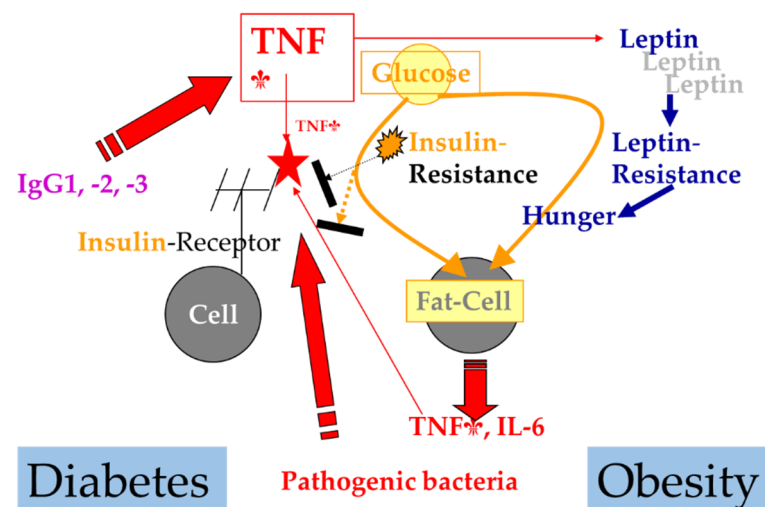 TNF
⚜
Glucose
Leptin
Leptin
Leptin
TNF⚜
Insulin-
Resistance
Leptin-
Resistance
IgG1, -2, -3
Hunger
Insulin-Receptor
Cell
Fat-Cell
TNF⚜, IL-6
Diabetes
Pathogenic bacteria
Obesity